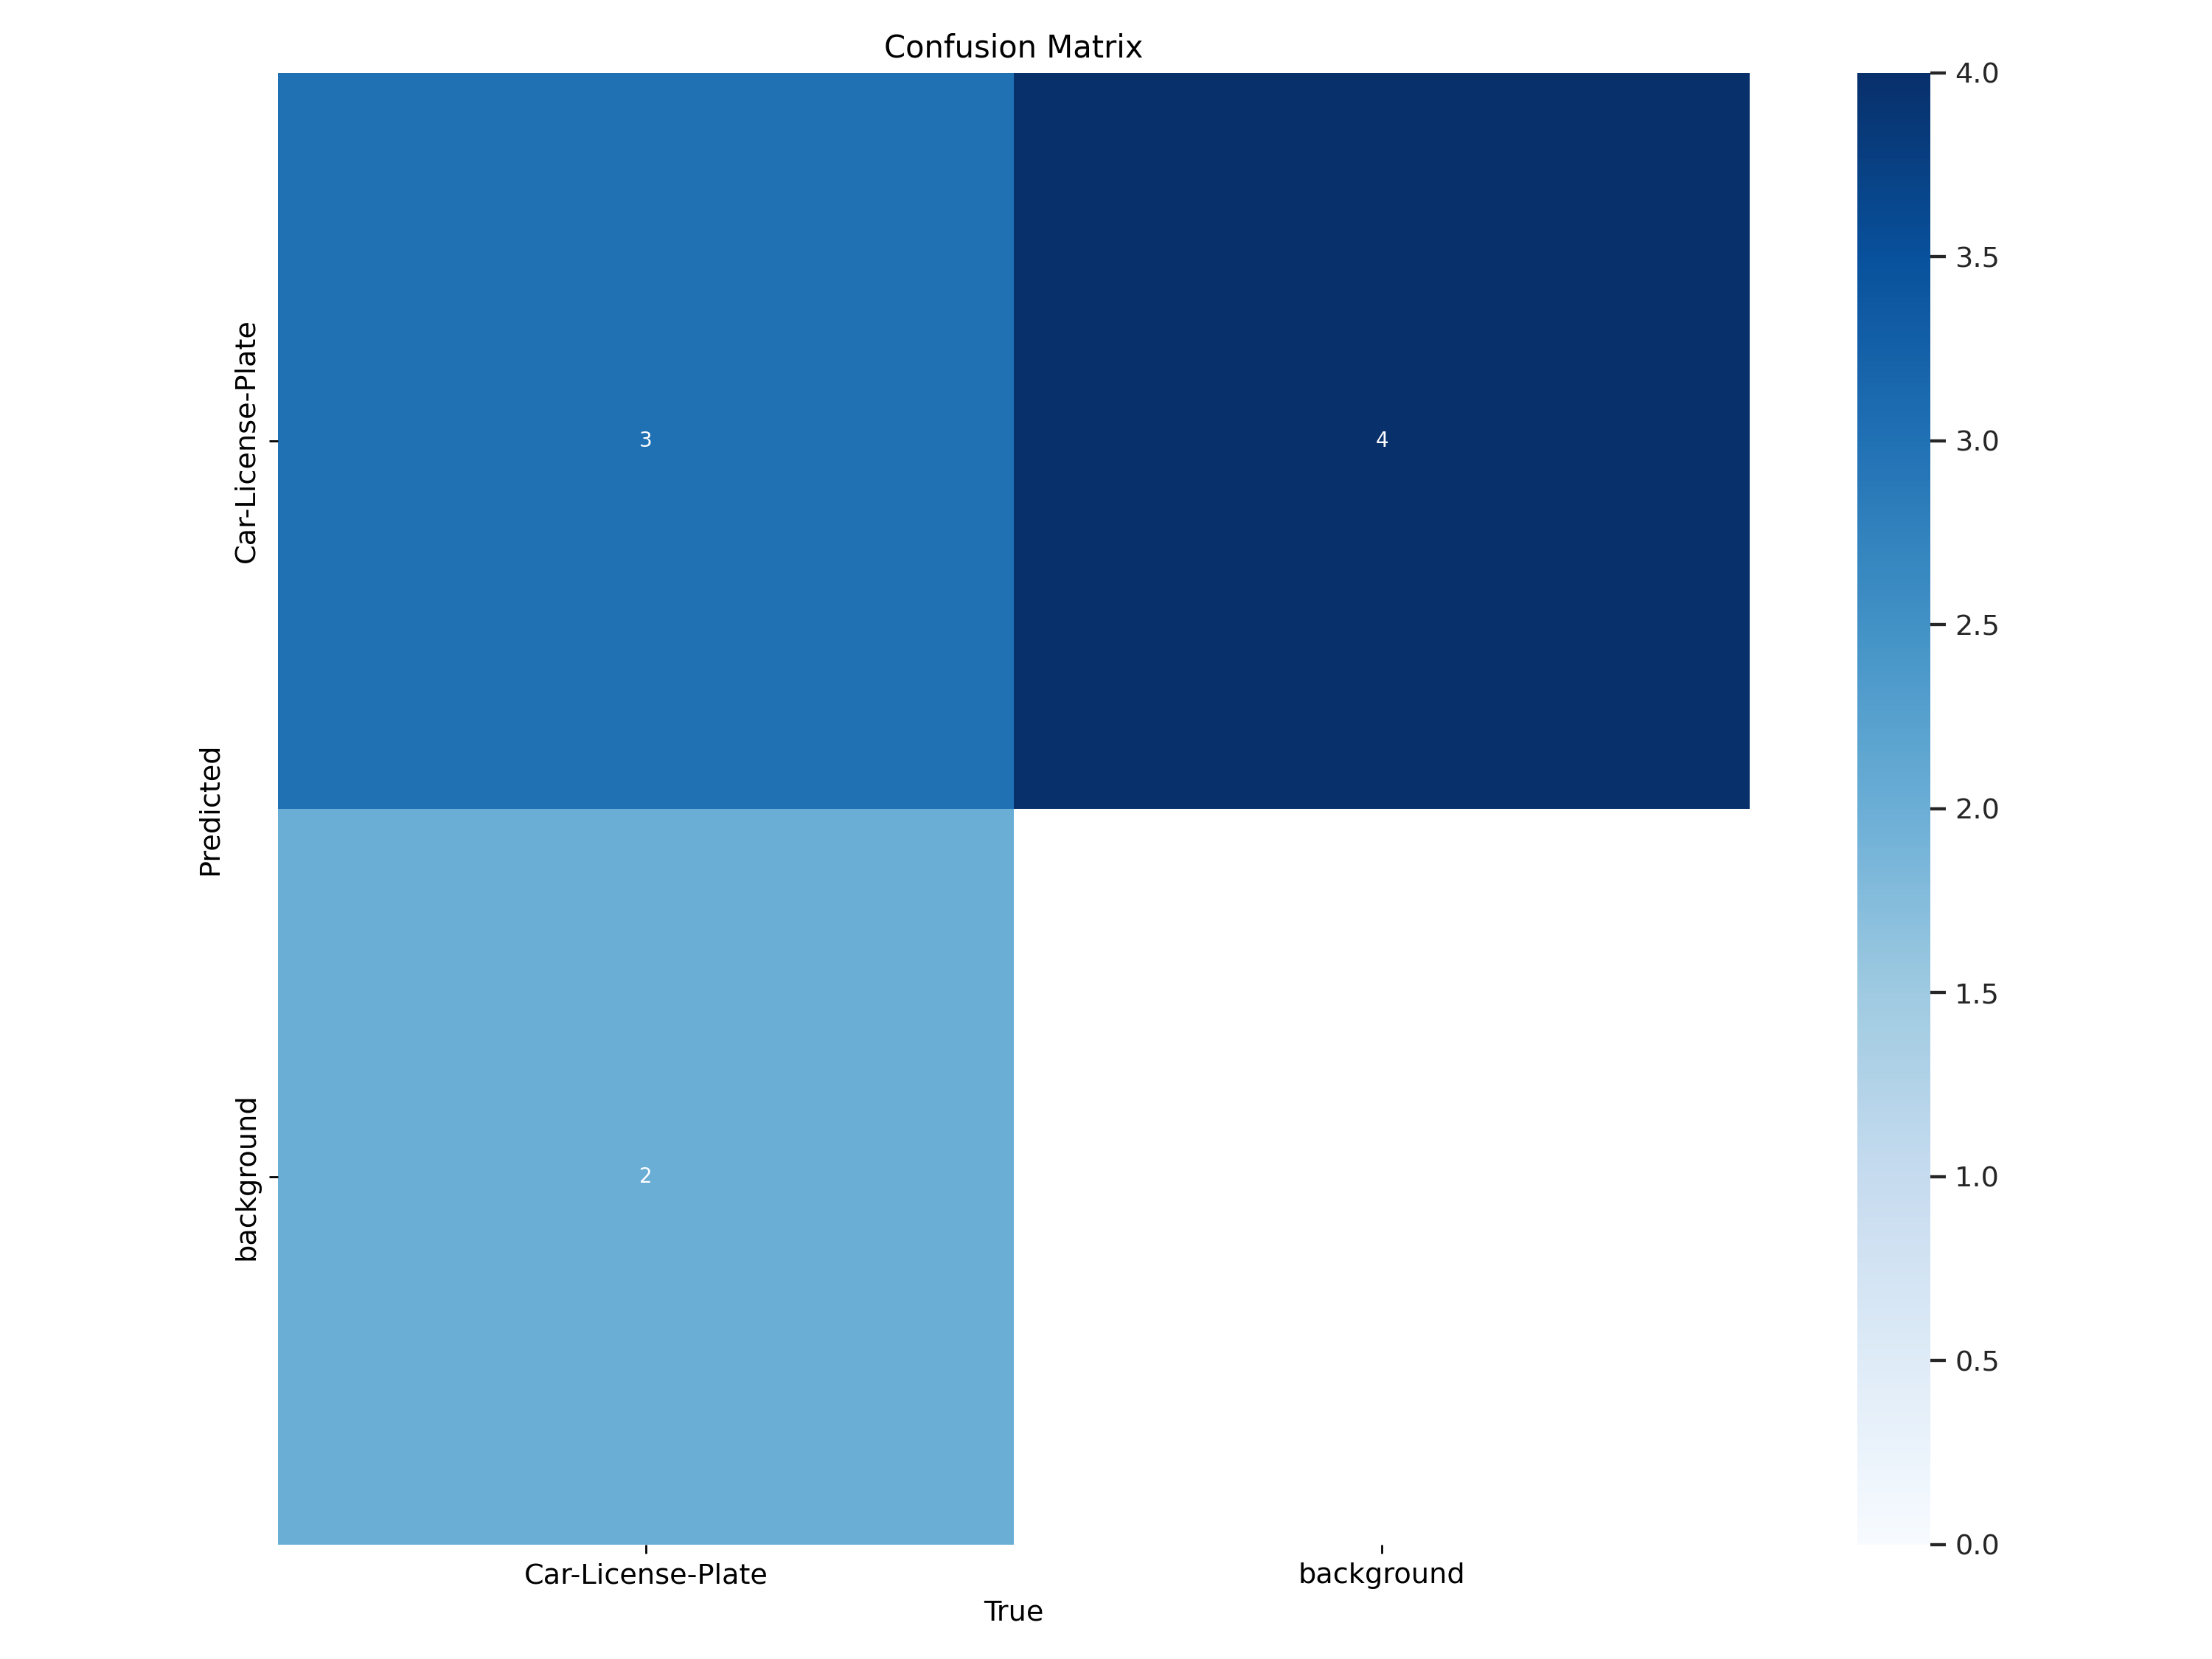 Confusion Matrix
Predicted
Car-License-Plate
background
3
4
2
Car-License-Plate
background
True
4.0
3.5
3.0
2.5
2.0
1.5
1.0
0.5
0.0